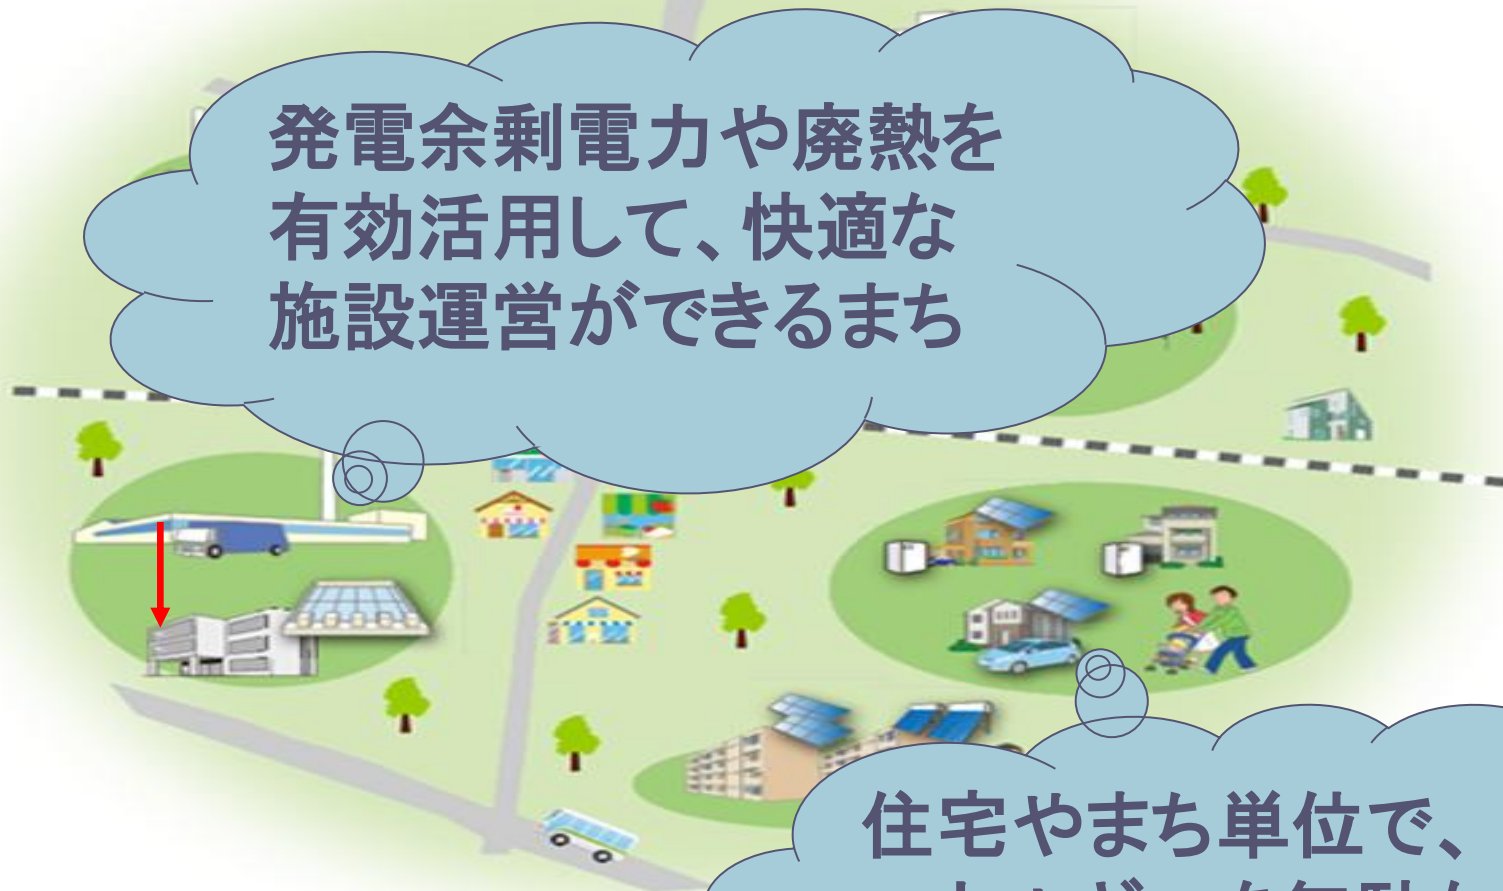 発電余剰電力や廃熱を
有効活用して、快適な
施設運営ができるまち
住宅やまち単位で、